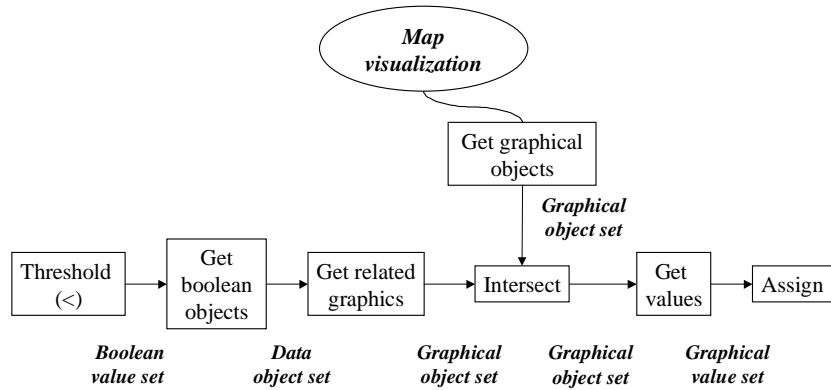 Map
visualization
Get graphical
objects
Graphical
object set
Threshold
(<)
Get
boolean
objects
Get related
graphics
Intersect
Get
values
Assign
Boolean
value set
Data
object set
Graphical
object set
Graphical
object set
Graphical
value set